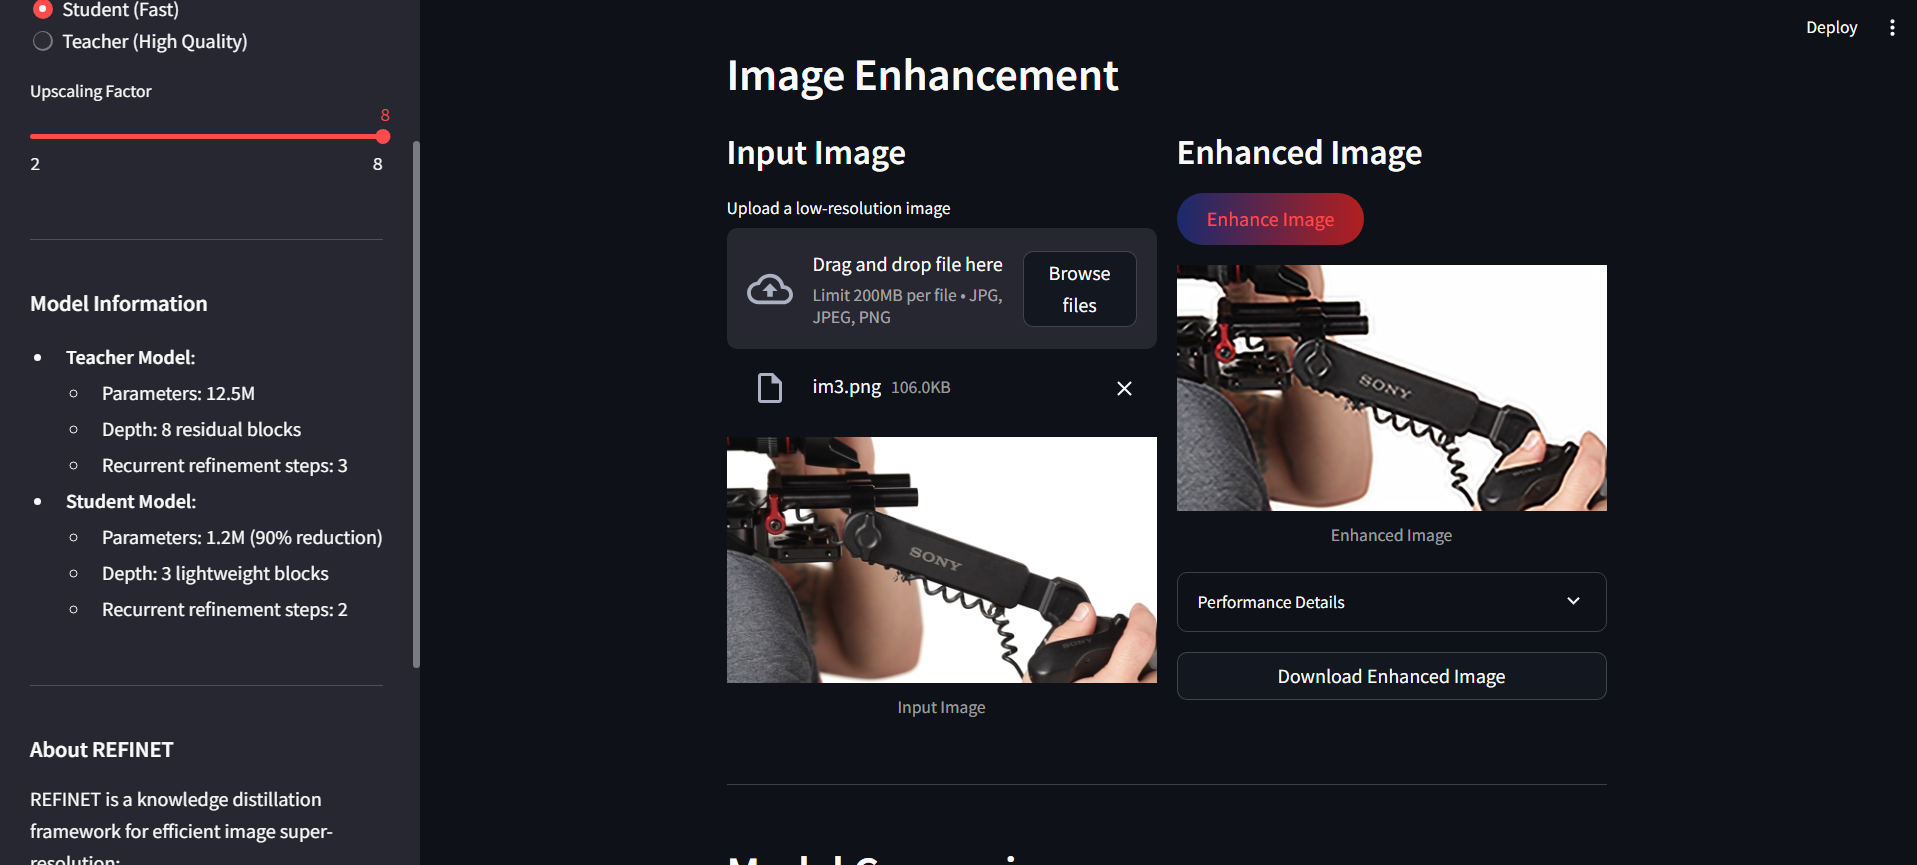 Student (Fast)
Teacher (High Quality)
Upscaling Factor
8
2 8
Model Information
Teacher Model:
Parameters: 12.5M
Depth: 8 residual blocks
Recurrent refinement steps: 3
Student Model:
Parameters: 1.2M (90% reduction)
Depth: 3 lightweight blocks
Recurrent refinement steps: 2
About REFINET
REFINET is a knowledge distillation
framework for efficient image super-
resolution:
Deploy
Image Enhancement
Input Image
Upload a low-resolution image
Drag and drop file here
Limit 200MB per file • JPG,
JPEG, PNG
Browse
files
im3.png 106.0KB
SONY
SONY
Input Image
Enhanced Image
Enhance Image
SONY
Enhanced Image
Performance Details
Download Enhanced Image